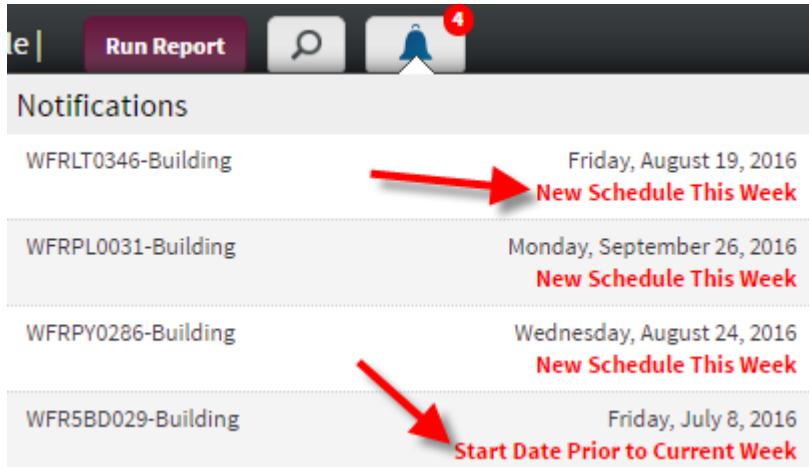 le |
Run Report
4
Notifications
WFRLT0346-Building
Friday, August 19, 2016
New Schedule This Week
WFRPL0031-Building
Monday, September 26, 2016
New Schedule This Week
WFRPY0286-Building
Wednesday, August 24, 2016
New Schedule This Week
WFR5BD029-Building
Friday, July 8, 2016
Start Date Prior to Current Week